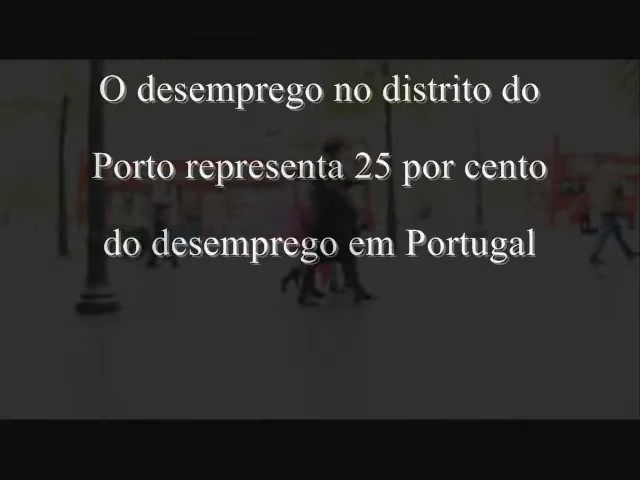 O desemprego no distrito do
Porto representa 25 por cento
do desemprego em Portugal